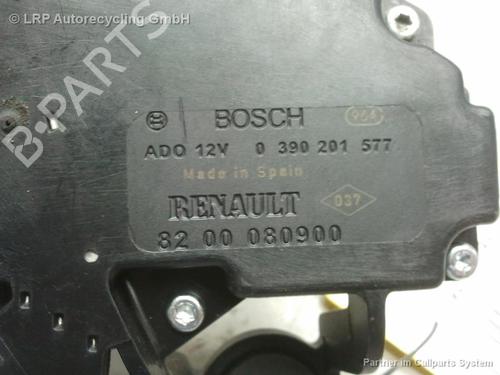 © LRP Autorecycling GmbH
B-PARTS
BOSCH 964
ADO 12V 0 390 201 577
Made in Spain
RENAULT 037
82 00 080900
Partner im Callparts System